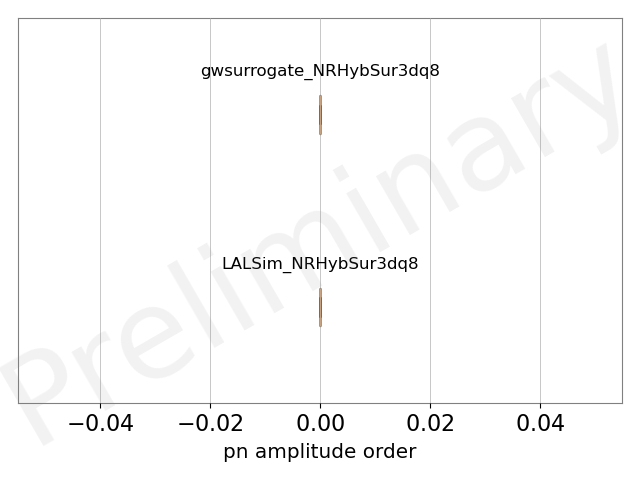 gwsurrogate_NRHybSur3dq8
LALSim_NRHybSur3dq8
Preliminary
−0.04 −0.02 0.00 0.02 0.04
pn amplitude order